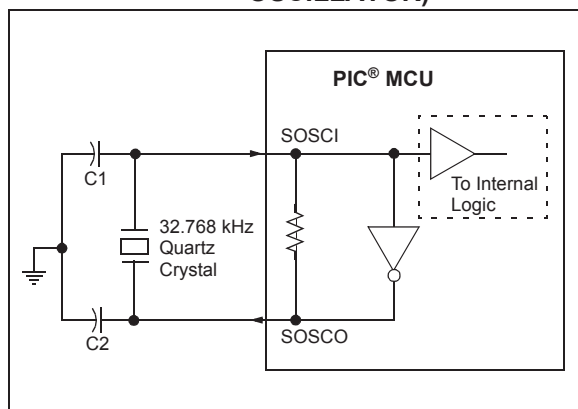 OSCILLATOR)
PIC® MCU
SOSCI
C1
To Internal
Logic
32.768 kHz
Quartz
Crystal
SOSCO
C2